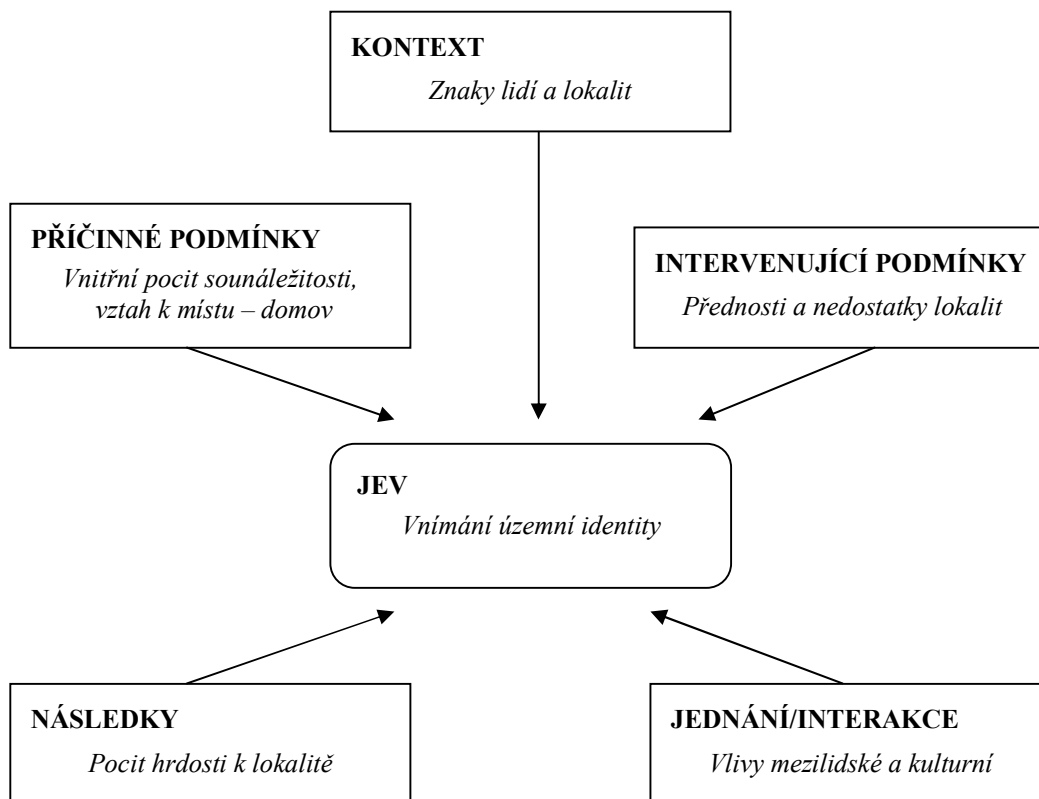 KONTEXT
Znaky lidí a lokalit
PŘÍČINNÉ PODMÍNKY
Vnitřní pocit sounáležitosti,
vztah k místu – domov
INTERVENUJÍCÍ PODMÍNKY
Přednosti a nedostatky lokalit
JEV
Vnímání územní identity
NÁSLEDKY
Pocit hrdosti k lokalitě
JEDNÁNÍ/INTERAKCE
Vlivy mezilidské a kulturní